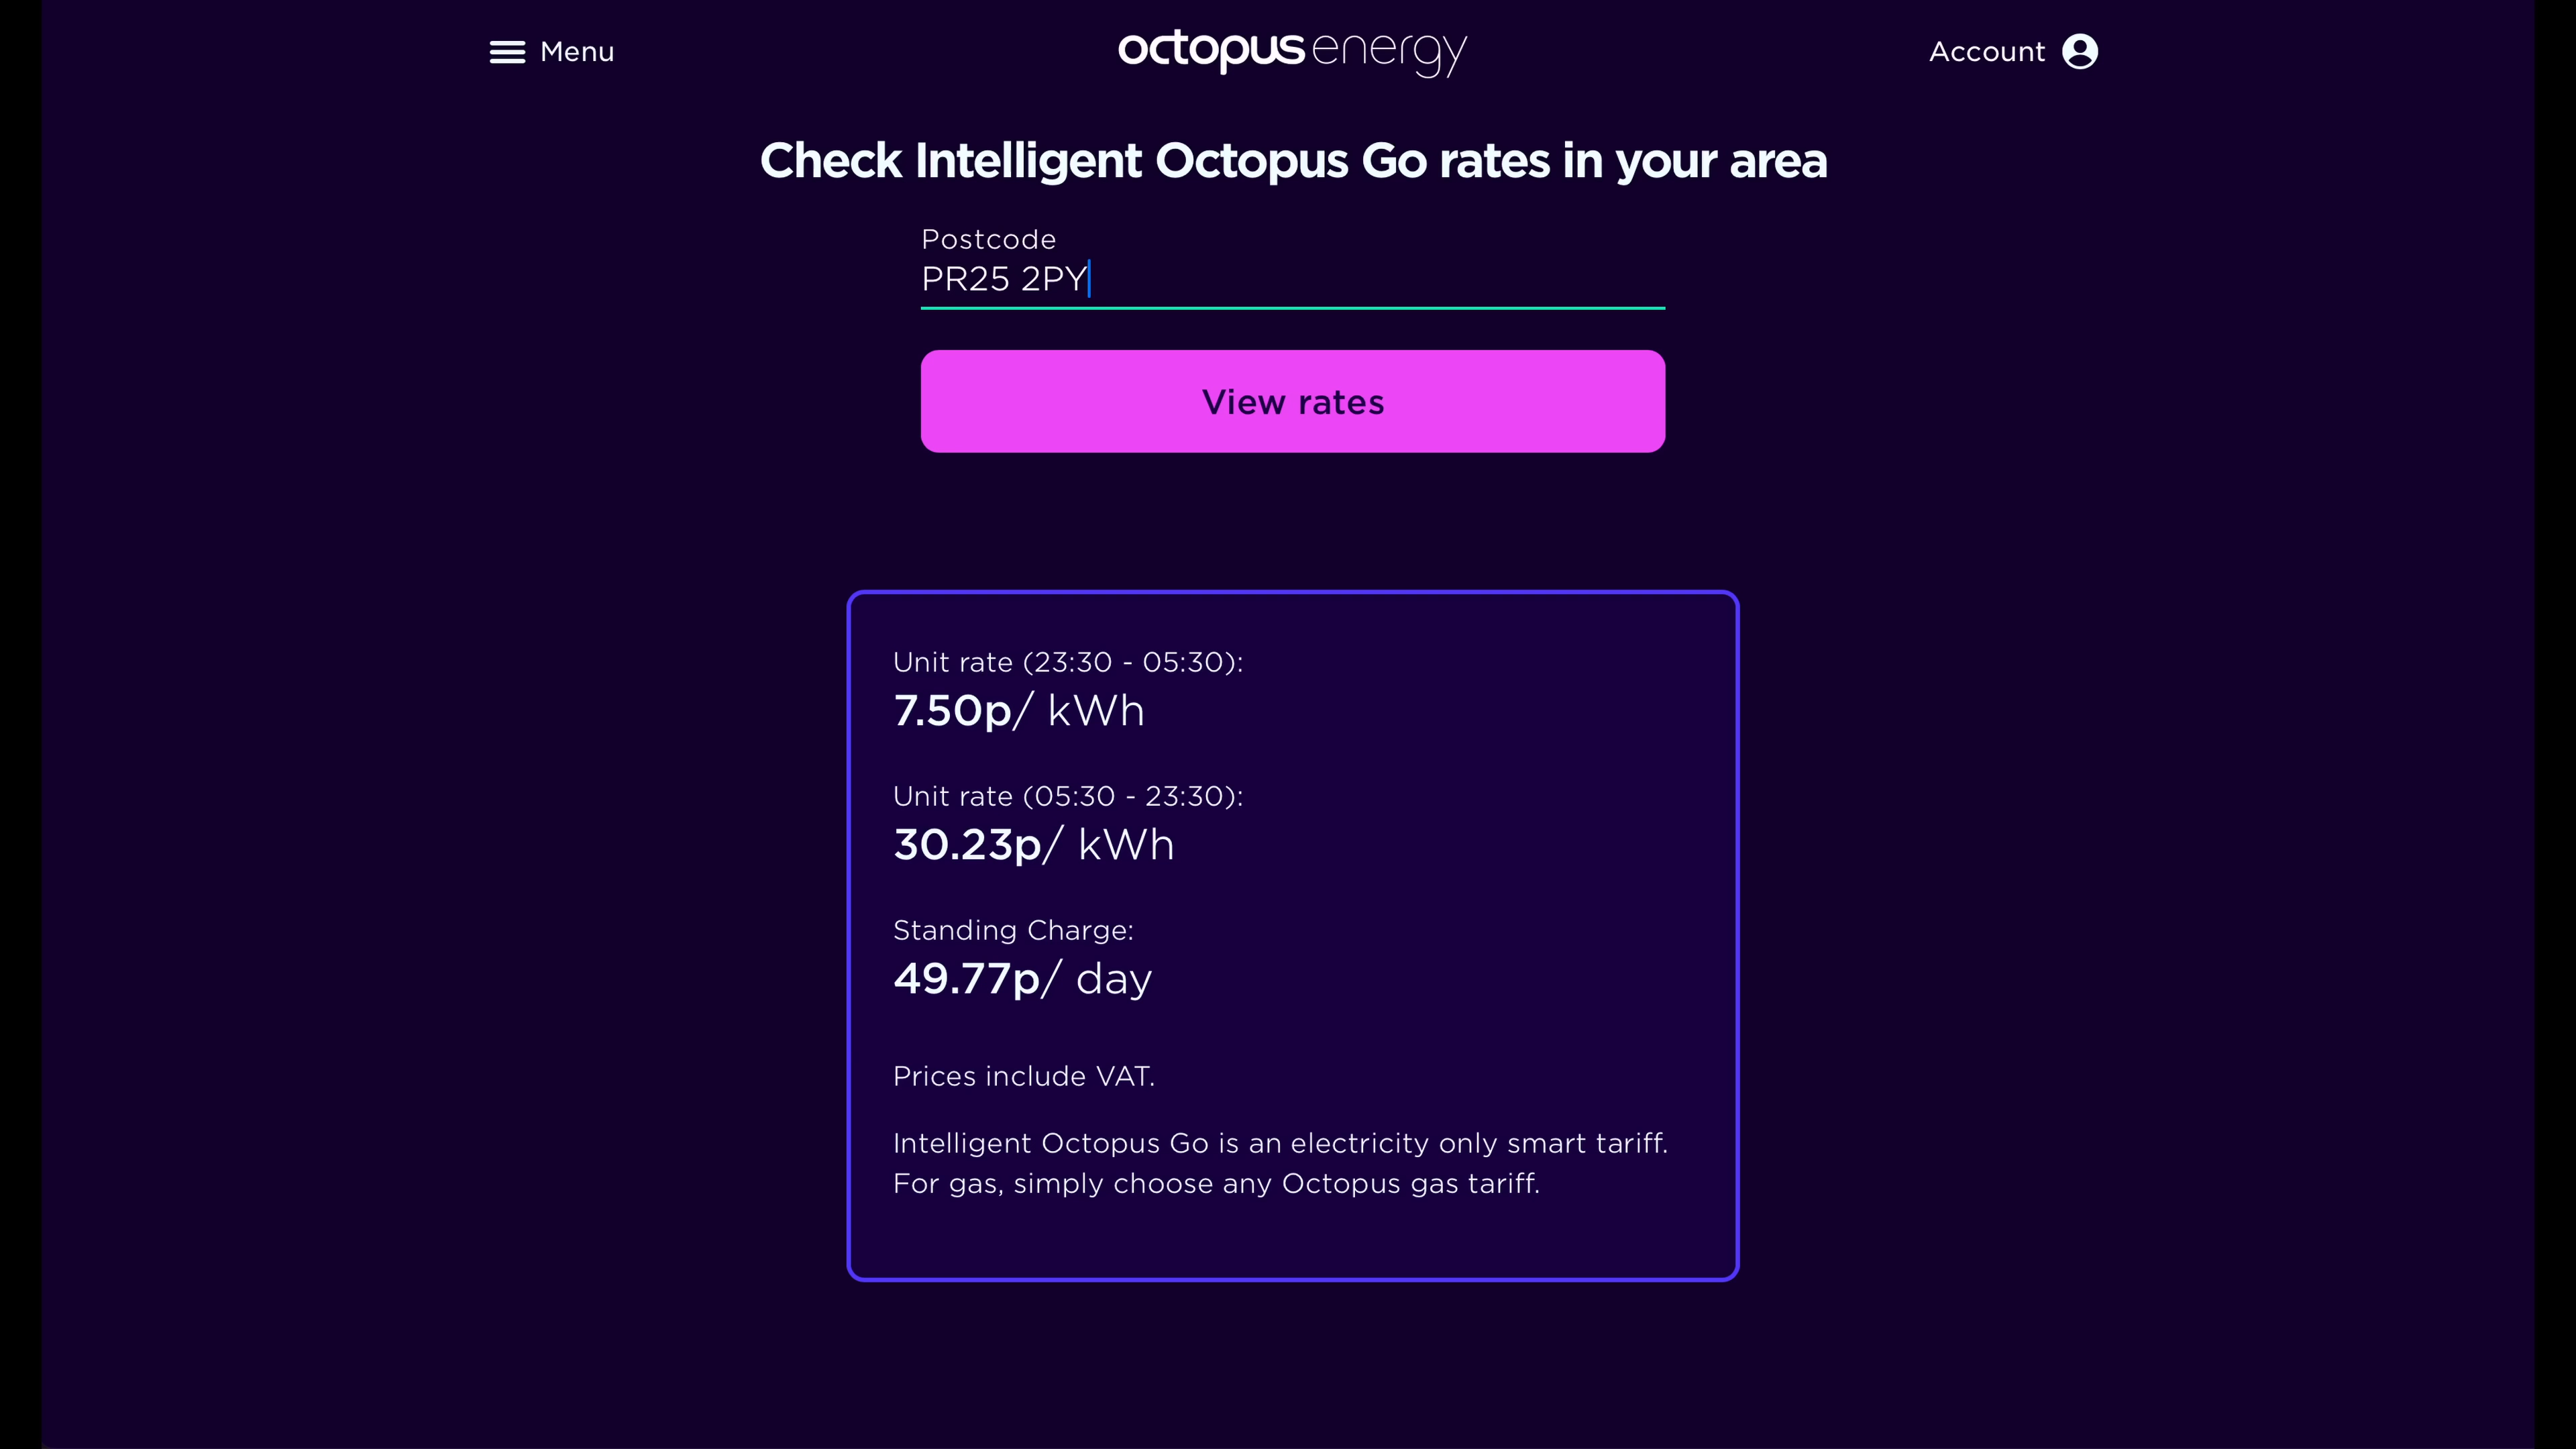 Menu
octopus energy
Account
Check Intelligent Octopus Go rates in your area
Postcode
PR25 2PY
View rates
Unit rate (23:30 - 05:30):
7.50p/ kWh
Unit rate (05:30 - 23:30):
30.23p/ kWh
Standing Charge:
49.77p/ day
Prices include VAT.
Intelligent Octopus Go is an electricity only smart tariff.
For gas, simply choose any Octopus gas tariff.